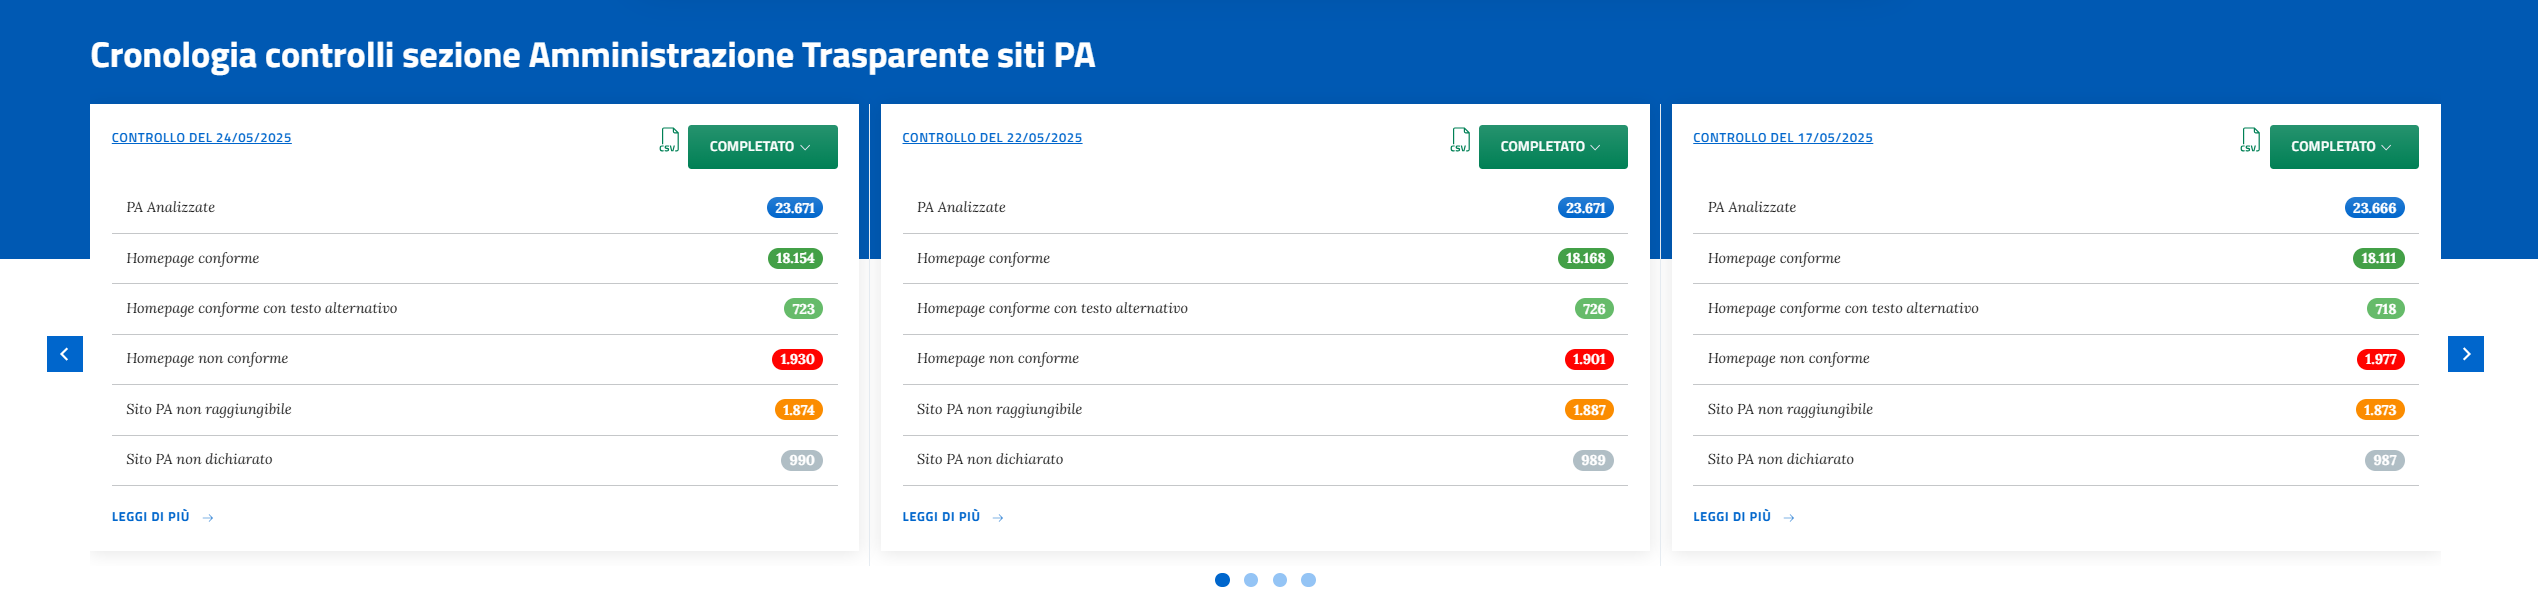 Cronologia controlli sezione Amministrazione Trasparente siti PA
CONTROLLO DEL 24/05/2025
CSV
COMPLETATO
PA Analizzate 23.671
Homepage conforme 18.154
Homepage conforme con testo alternativo 723
Homepage non conforme 1.930
Sito PA non raggiungibile 1.874
Sito PA non dichiarato 990
LEGGI DI PIÙ
CONTROLLO DEL 22/05/2025
CSV
COMPLETATO
PA Analizzate 23.671
Homepage conforme 18.168
Homepage conforme con testo alternativo 726
Homepage non conforme 1.901
Sito PA non raggiungibile 1.887
Sito PA non dichiarato 989
LEGGI DI PIÙ
CONTROLLO DEL 17/05/2025
CSV
COMPLETATO
PA Analizzate 23.666
Homepage conforme 18.111
Homepage conforme con testo alternativo 718
Homepage non conforme 1.977
Sito PA non raggiungibile 1.873
Sito PA non dichiarato 987
LEGGI DI PIÙ